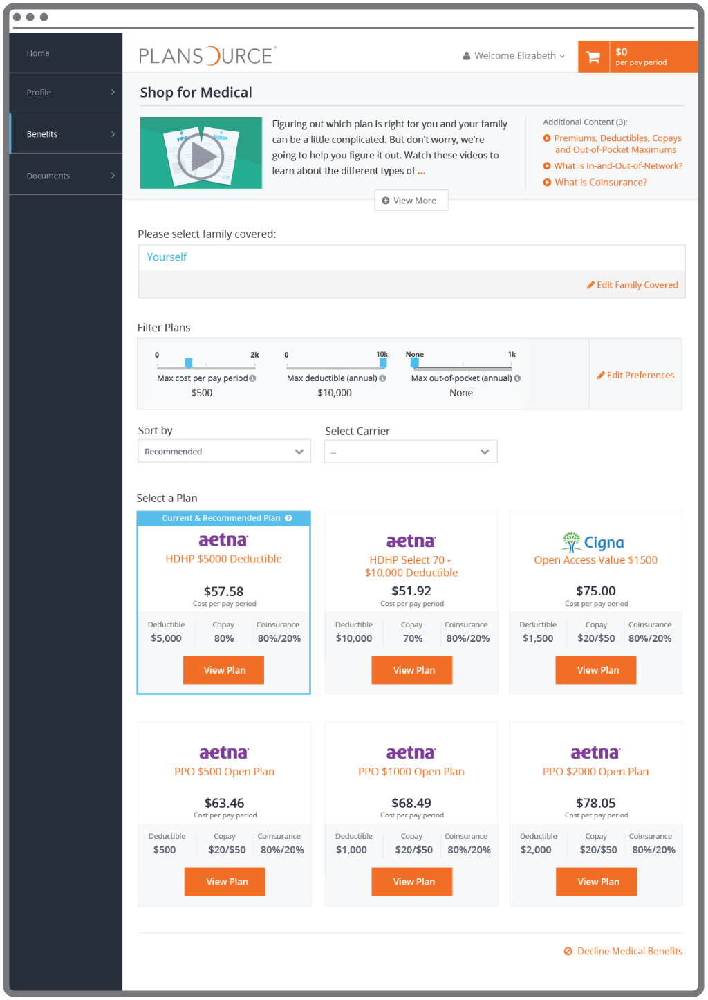 Home
Profile
Benefits
Documents
PLANSOURCE®
Welcome Elizabeth
$0
per pay period
Shop for Medical
PPO
HDHP
Figuring out which plan is right for you and your family
can be a little complicated. But don't worry, we're
going to help you figure it out. Watch these videos to
learn about the different types of ...
Additional Content (3):
Premiums, Deductibles, Copays
and Out-of-Pocket Maximums
What is In-and-Out-of-Network?
What is Coinsurance?
View More
Please select family covered:
Yourself
Edit Family Covered
Filter Plans
0 2k
Max cost per pay period
$500
0 10k
Max deductible (annual)
$10,000
None 1k
Max out-of-pocket (annual)
None
Edit Preferences
Sort by
Recommended
Select Carrier
--
Select a Plan
Current & Recommended Plan
aetna
HDHP $5000 Deductible
$57.58
Cost per pay period
Deductible Copay Coinsurance
$5,000 80% 80%/20%
View Plan
aetna
HDHP Select 70 -
$10,000 Deductible
$51.92
Cost per pay period
Deductible Copay Coinsurance
$10,000 70% 80%/20%
View Plan
Cigna
Open Access Value $1500
$75.00
Cost per pay period
Deductible Copay Coinsurance
$1,500 $20/$50 80%/20%
View Plan
aetna
PPO $500 Open Plan
$63.46
Cost per pay period
Deductible Copay Coinsurance
$500 $20/$50 80%/20%
View Plan
aetna
PPO $1000 Open Plan
$68.49
Cost per pay period
Deductible Copay Coinsurance
$1,000 $20/$50 80%/20%
View Plan
aetna
PPO $2000 Open Plan
$78.05
Cost per pay period
Deductible Copay Coinsurance
$2,000 $20/$50 80%/20%
View Plan
Decline Medical Benefits